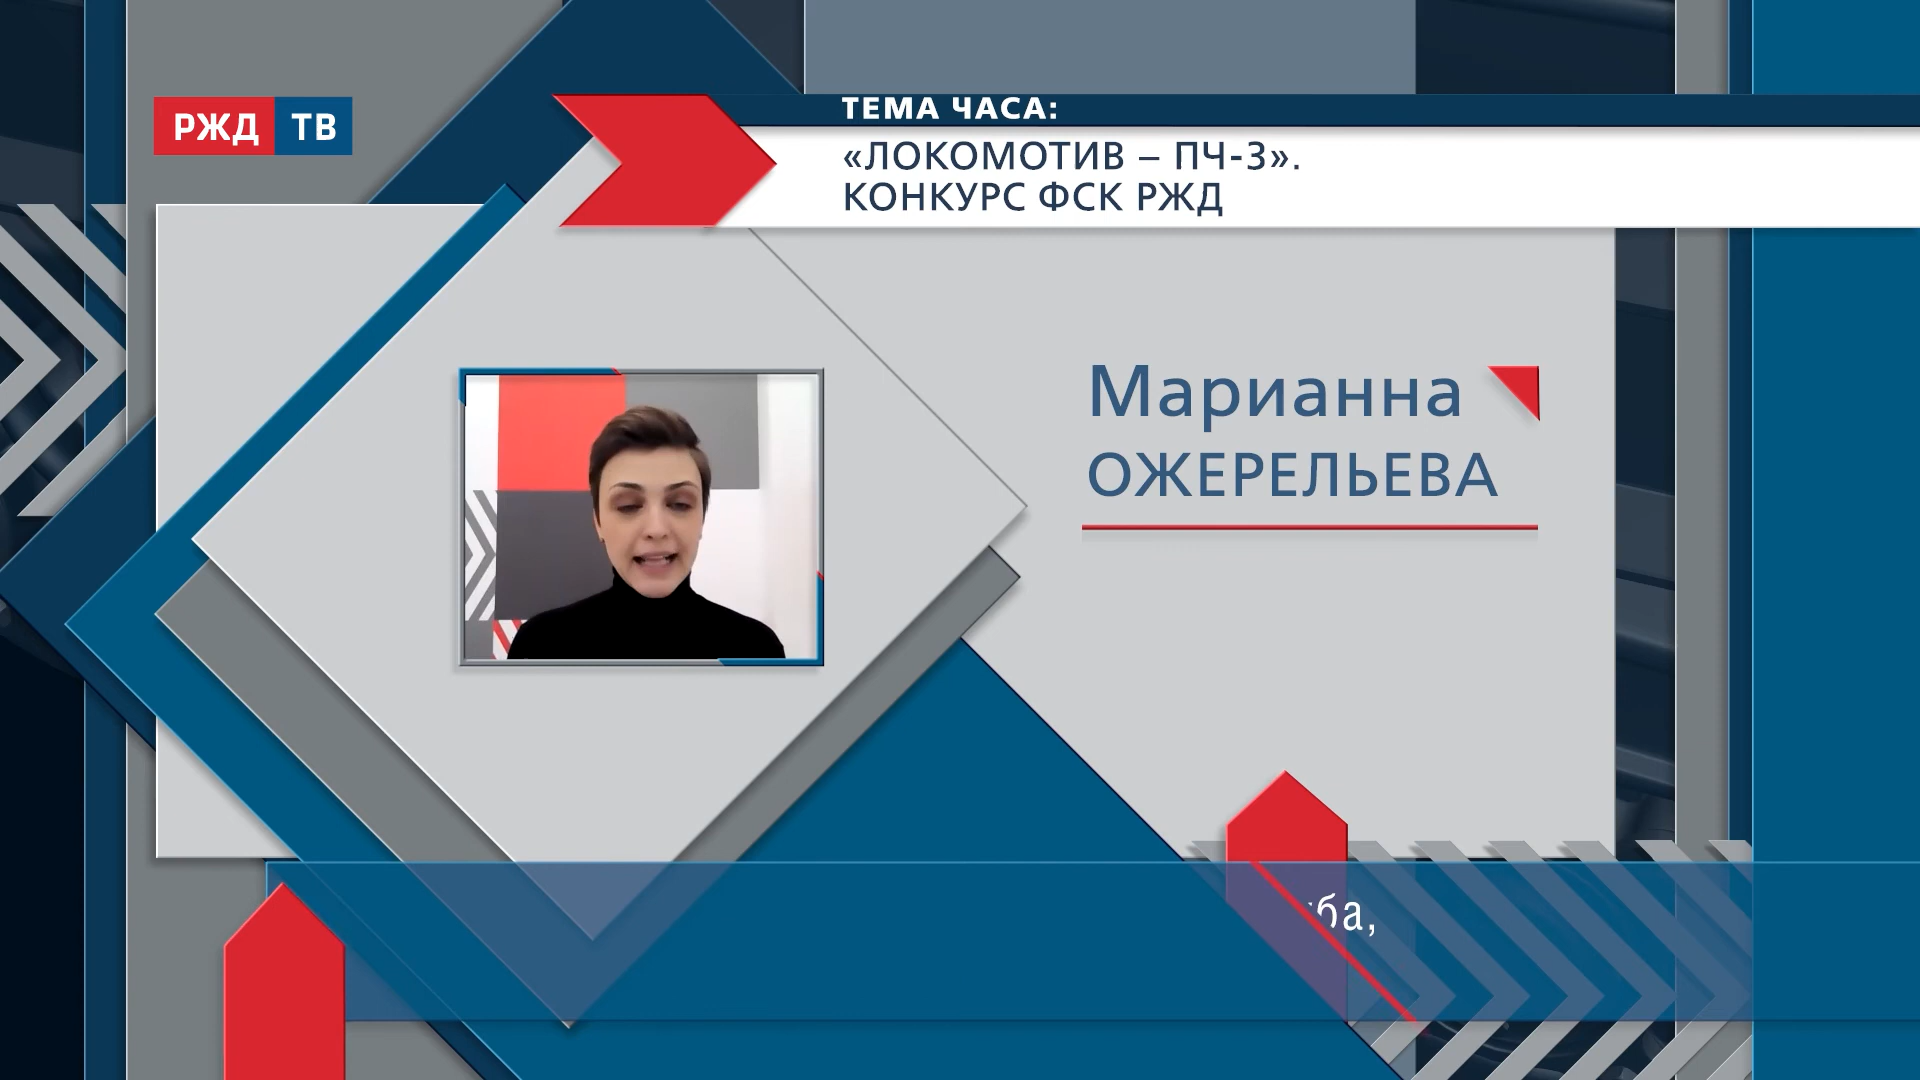 РЖД ТВ
ТЕМА ЧАСА:
«ЛОКОМОТИВ – ПЧ-3».
КОНКУРС ФСК РЖД
Марианна
ОЖЕРЕЛЬЕВА